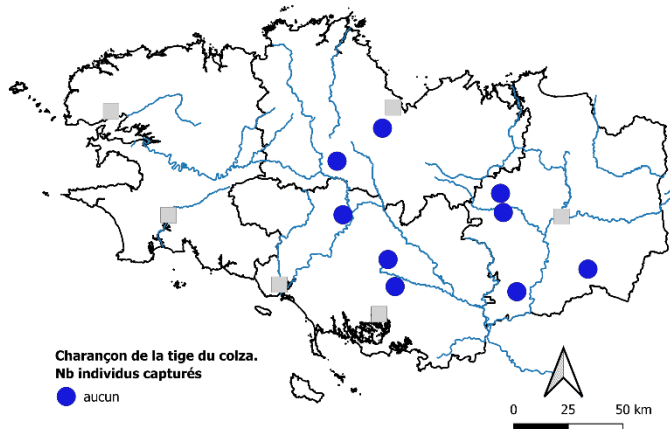 Charançon de la tige du colza.
Nb individus capturés
aucun
0 25 50 km